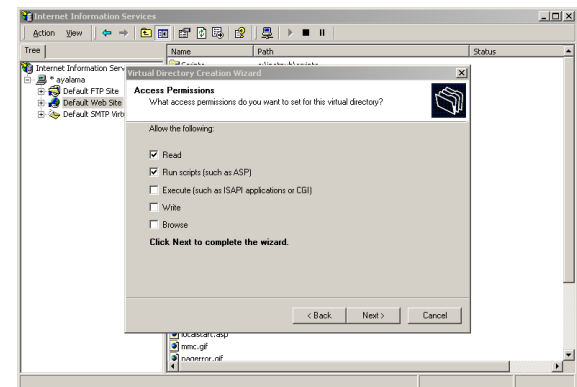 Internet Information Services
Action View
Tree
Name Path Status
Internet Information Serv
* ayalama
Default FTP Site
Default Web Site
Default SMTP Virt
Virtual Directory Creation Wizard
Access Permissions
What access permissions do you want to set for this virtual directory?
Allow the following:
Read
Run scripts (such as ASP)
Execute (such as ISAPI applications or CGI)
Write
Browse
Click Next to complete the wizard.
< Back Next > Cancel
localstart.asp
mmc.gif
pagerror.gif